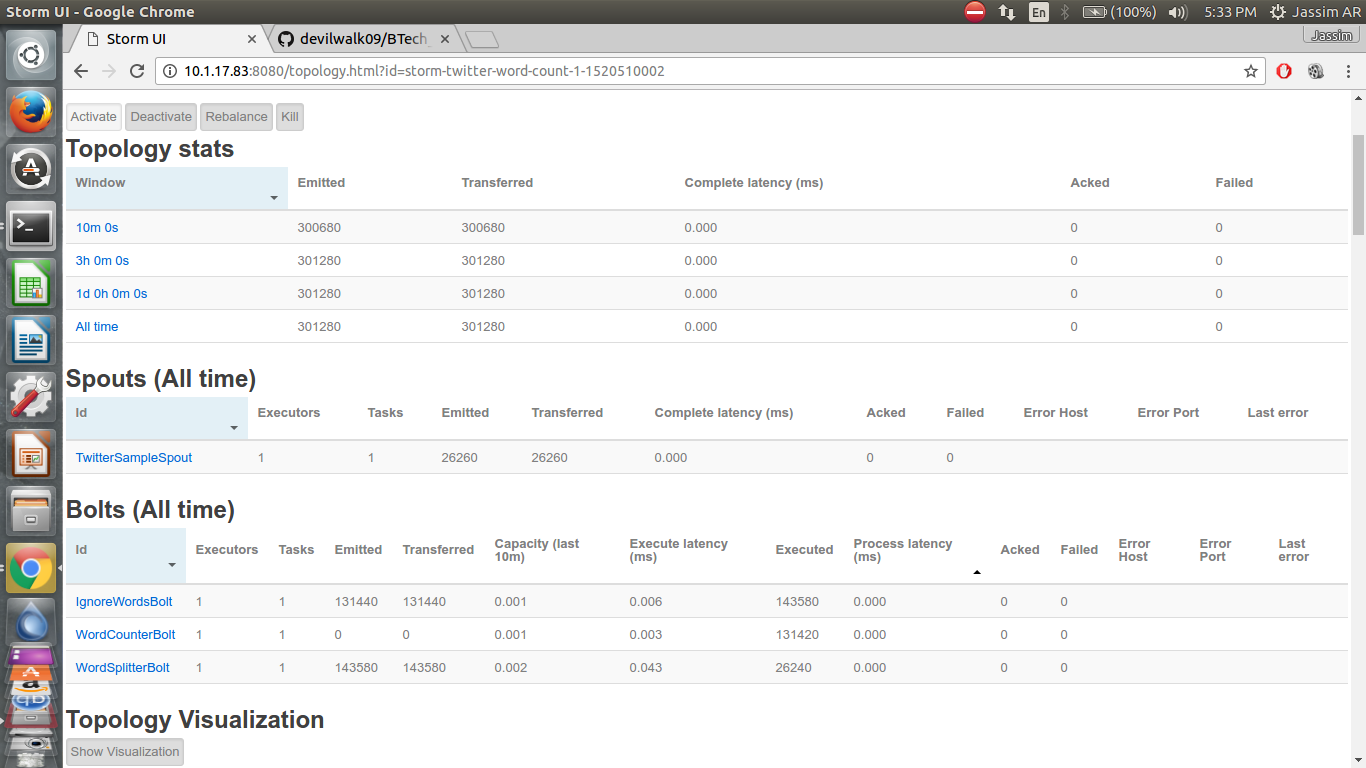 Storm UI - Google Chrome En (100%) 5:33 PM Jassim AR
Storm UI × devilwalk09/BTech × Jassim
10.1.17.83:8080/topology.html?id=storm-twitter-word-count-1-1520510002
Activate Deactivate Rebalance Kill
Topology stats
Window Emitted Transferred Complete latency (ms) Acked Failed
10m 0s 300680 300680 0.000 0 0
3h 0m 0s 301280 301280 0.000 0 0
1d 0h 0m 0s 301280 301280 0.000 0 0
All time 301280 301280 0.000 0 0
Spouts (All time)
Id Executors Tasks Emitted Transferred Complete latency (ms) Acked Failed Error Host Error Port Last error
TwitterSampleSpout 1 1 26260 26260 0.000 0 0
Bolts (All time)
Id Executors Tasks Emitted Transferred Capacity (last 10m) Execute latency (ms) Executed Process latency (ms) Acked Failed Error Host Error Port Last error
IgnoreWordsBolt 1 1 131440 131440 0.001 0.006 143580 0.000 0 0
WordCounterBolt 1 1 0 0 0.001 0.003 131420 0.000 0 0
WordSplitterBolt 1 1 143580 143580 0.002 0.043 26240 0.000 0 0
Topology Visualization
Show Visualization